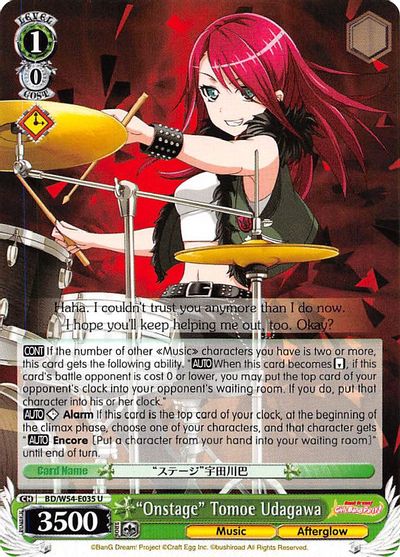 LEVEL
1
0
COST
Haha. I couldn't trust you anymore than I do now.
I hope you'll keep helping me out, too. Okay?
CONT If the number of other «Music» characters you have is two or more,
this card gets the following ability. "AUTO When this card becomes [▼], if this
card's battle opponent is cost 0 or lower, you may put the top card of your
opponent's clock into your opponent's waiting room. If you do, put that
character into his or her clock."
AUTO Alarm If this card is the top card of your clock, at the beginning of
the climax phase, choose one of your characters, and that character gets
"AUTO Encore [Put a character from your hand into your waiting room]"
until end of turn.
Card Name
"ステージ"宇田川巴
CH BD/W54-E035 U
POWER
3500
"Onstage" Tomoe Udagawa
BanG Dream!
Girls Band Party!
Music
Afterglow
©BanG Dream! Project ©Craft Egg Inc. ©bushiroad All Rights Reserved.